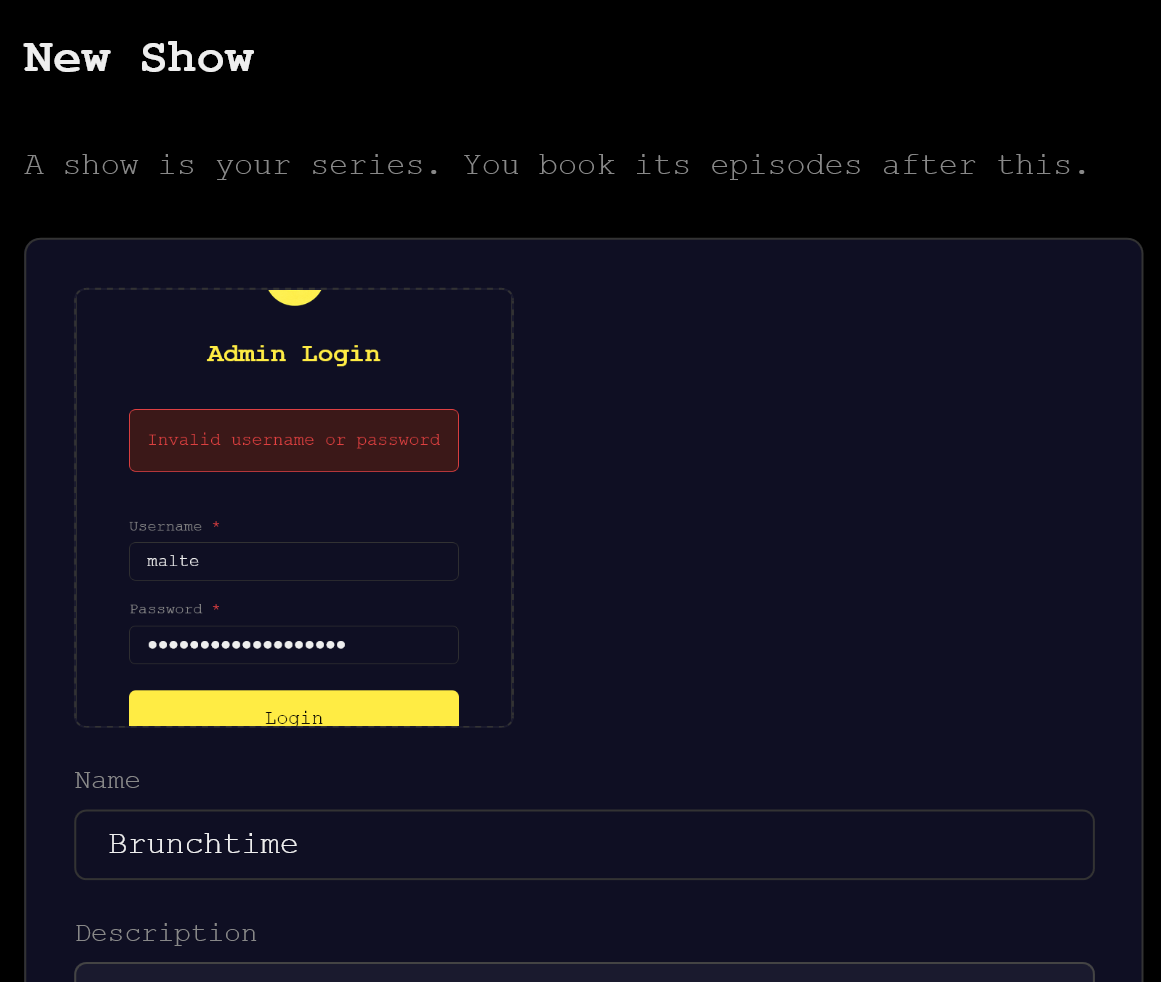 New Show
A show is your series. You book its episodes after this.
Admin Login
Invalid username or password
Username *
malte
Password *
•••••••••••••••••••
Login
Name
Brunchtime
Description